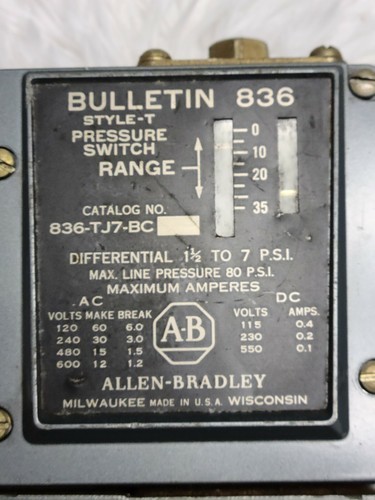 BULLETIN 836
STYLE-T
PRESSURE
SWITCH
RANGE
0
10
20
35
CATALOG NO.
836-TJ7-BC
DIFFERENTIAL 1½ TO 7 P.S.I.
MAX. LINE PRESSURE 80 P.S.I.
MAXIMUM AMPERES
AC DC
VOLTS MAKE BREAK VOLTS AMPS.
120 60 6.0 115 0.4
240 30 3.0 230 0.2
480 15 1.5 550 0.1
600 12 1.2
A-B
ALLEN-BRADLEY
MILWAUKEE MADE IN U.S.A. WISCONSIN